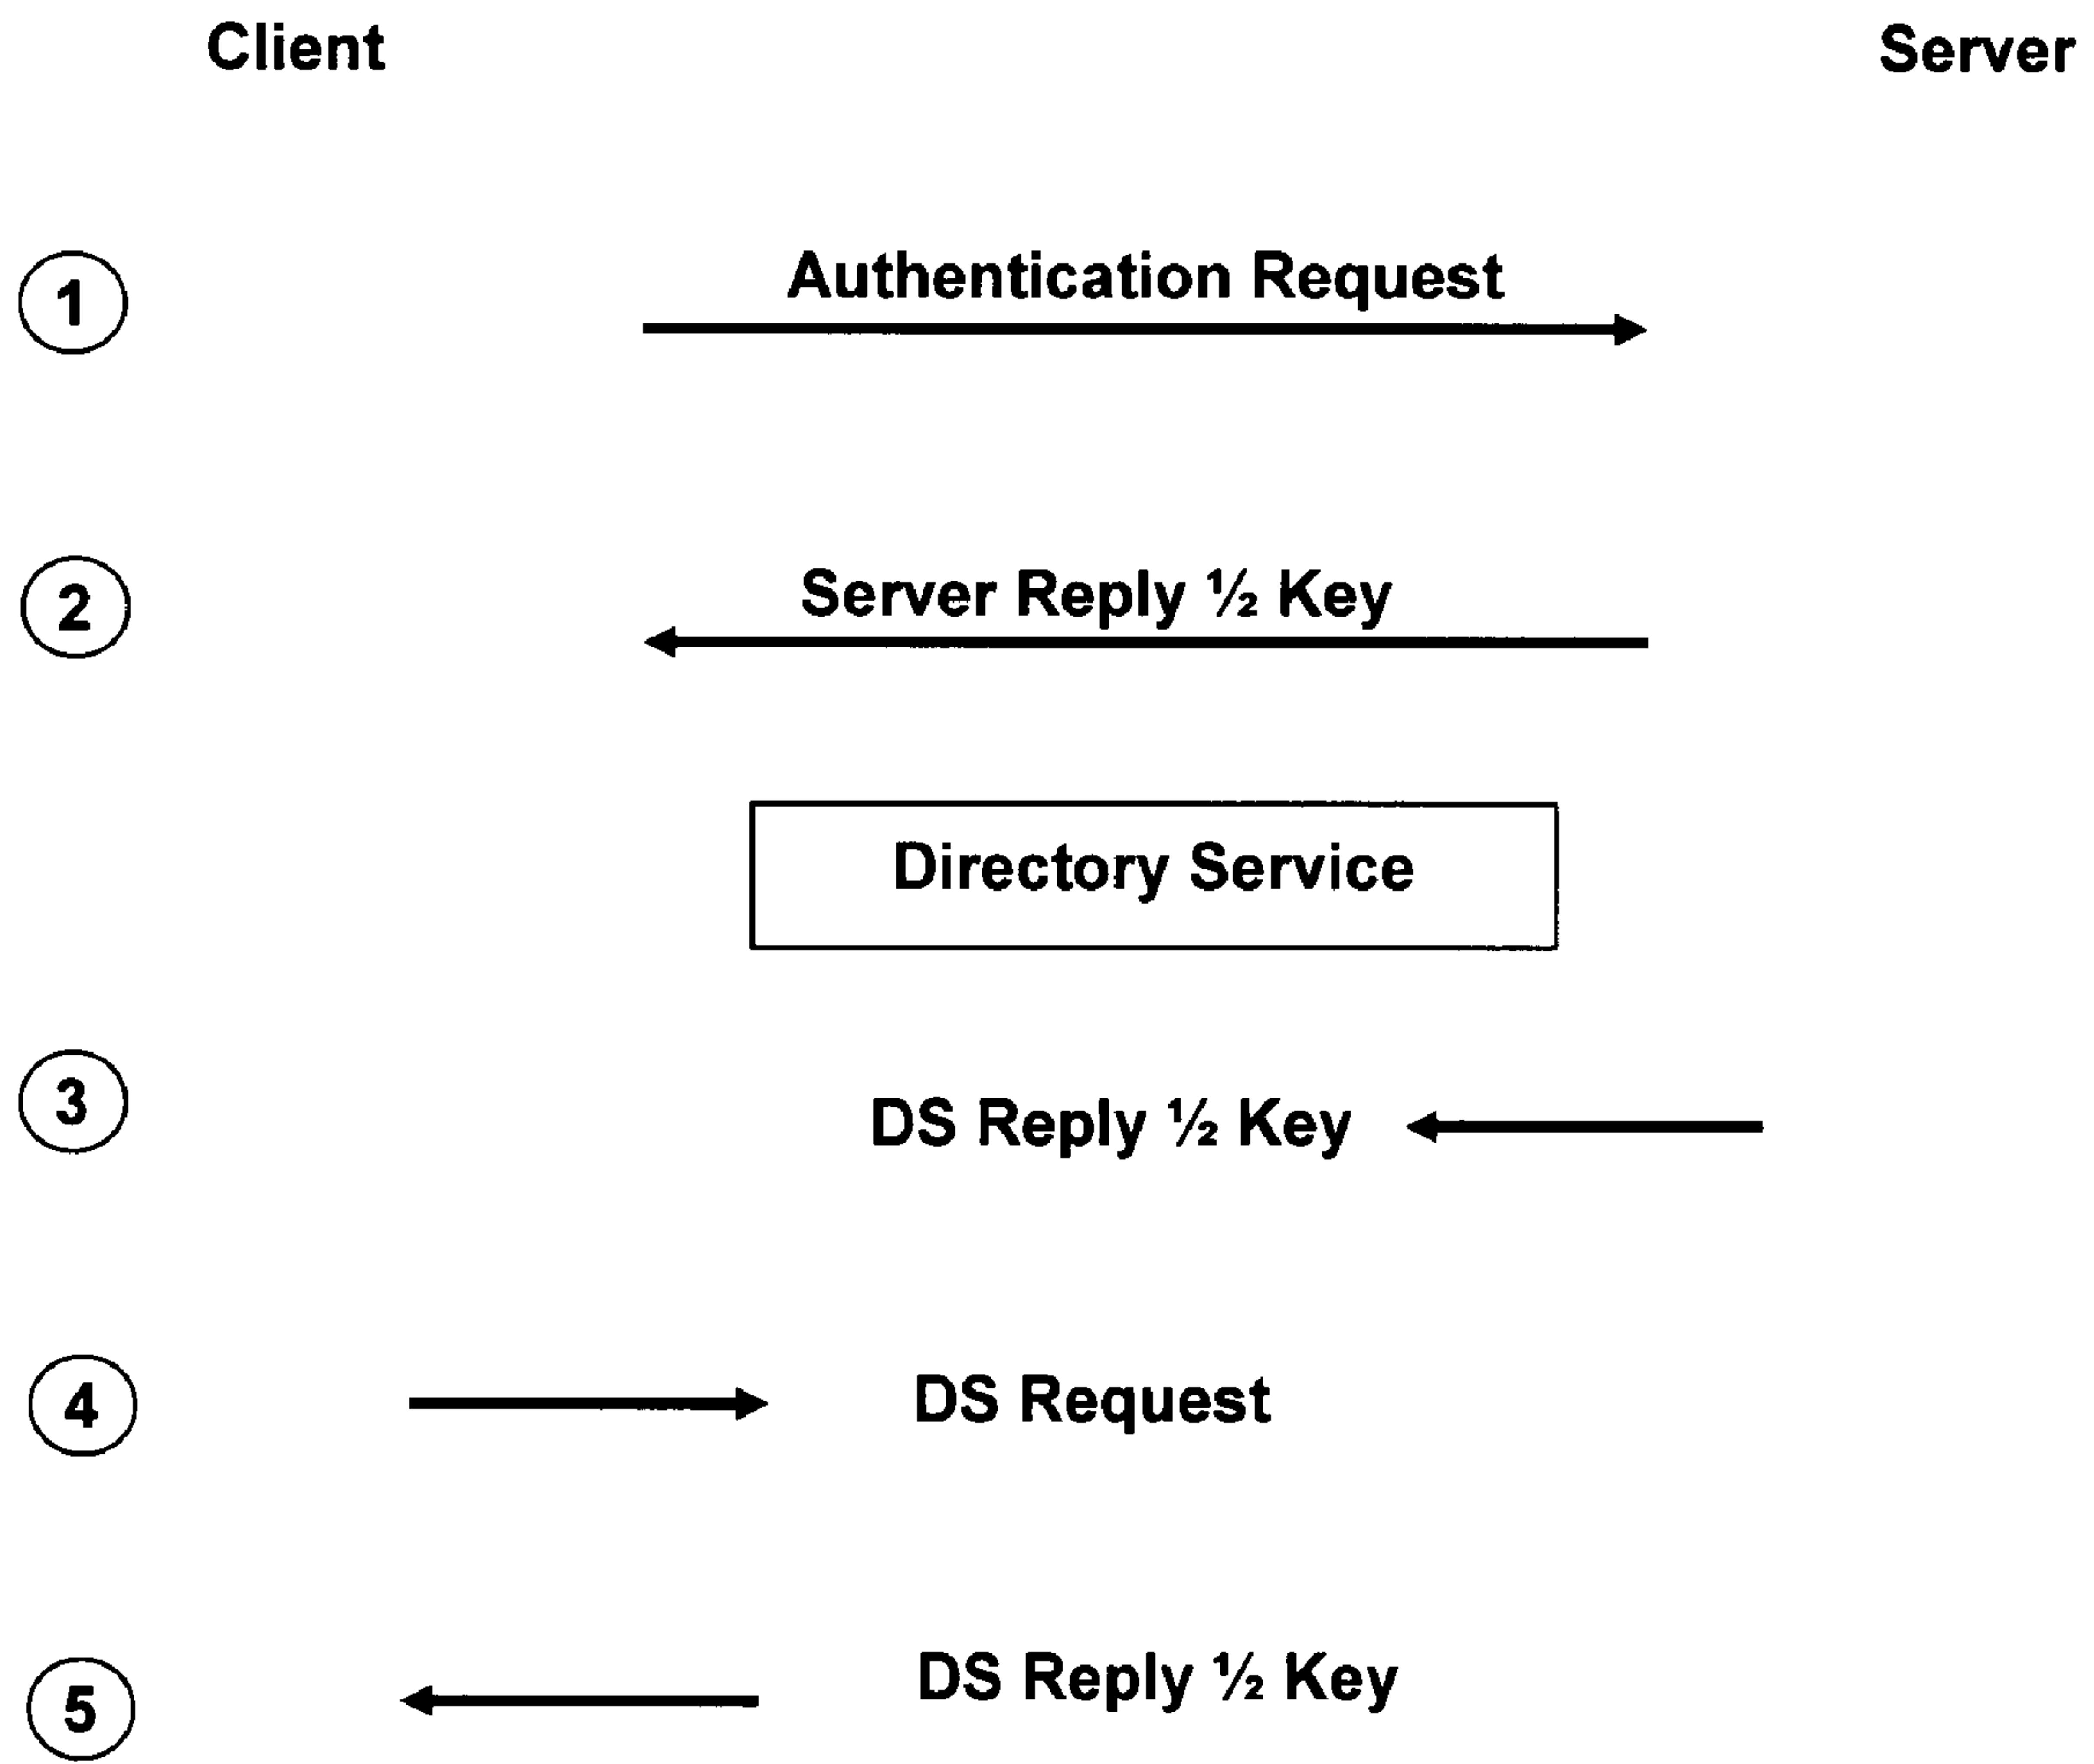 Client Server
1 Authentication Request
2 Server Reply ½ Key
Directory Service
3 DS Reply ½ Key
4 DS Request
5 DS Reply ½ Key